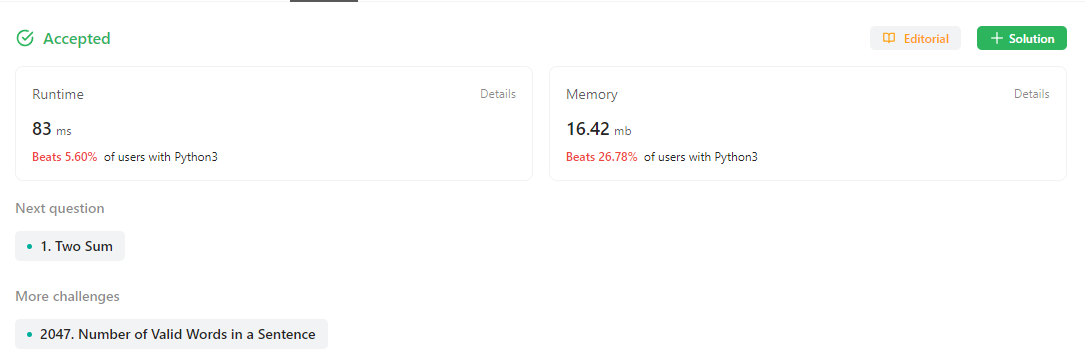 Accepted
Editorial
+ Solution
Runtime
Details
83 ms
Beats 5.60% of users with Python3
Memory
Details
16.42 mb
Beats 26.78% of users with Python3
Next question
• 1. Two Sum
More challenges
• 2047. Number of Valid Words in a Sentence